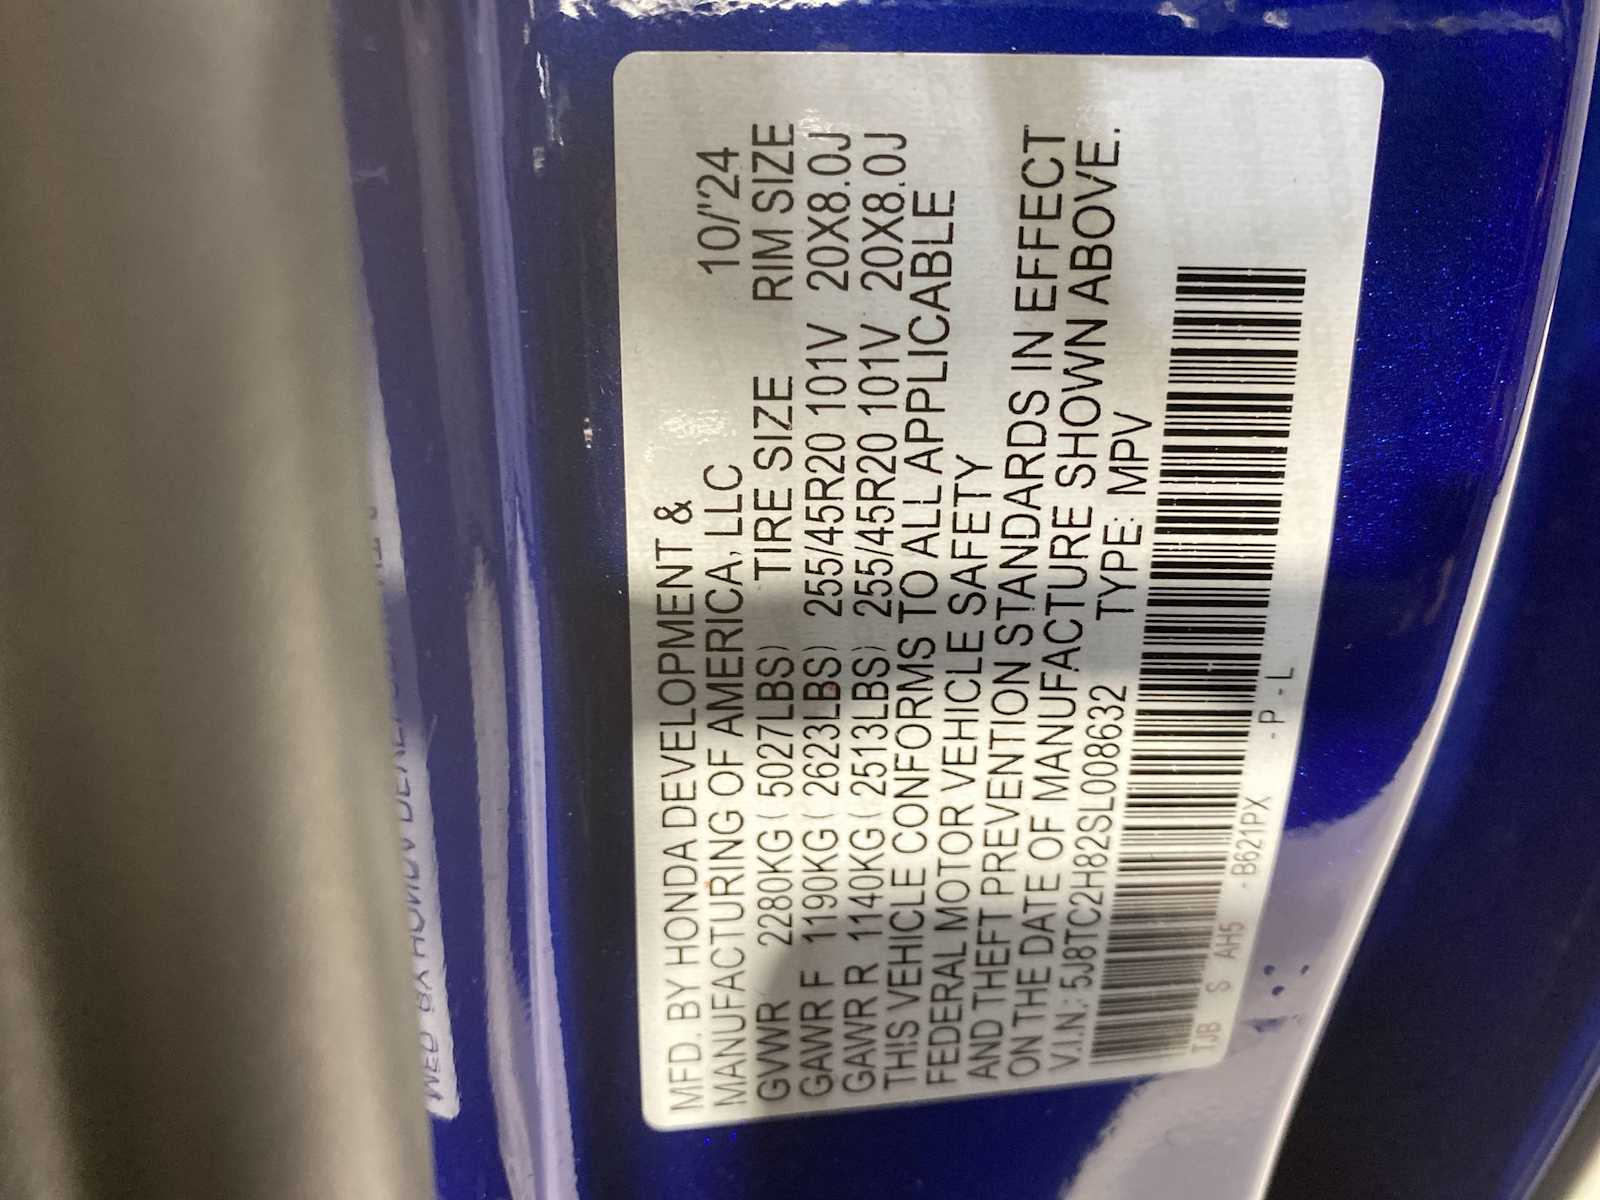 MFD. BY HONDA DEVELOPMENT &
MANUFACTURING OF AMERICA, LLC 10/'24
GVWR 2280KG(5027LBS) TIRE SIZE RIM SIZE
GAWR F 1190KG(2623LBS) 255/45R20 101V 20X8.0J
GAWR R 1140KG(2513LBS) 255/45R20 101V 20X8.0J
THIS VEHICLE CONFORMS TO ALL APPLICABLE
FEDERAL MOTOR VEHICLE SAFETY
AND THEFT PREVENTION STANDARDS IN EFFECT
ON THE DATE OF MANUFACTURE SHOWN ABOVE.
V.I.N.: 5J8TC2H82SL008632 TYPE: MPV
TJB S AH5 -B621PX -P-L